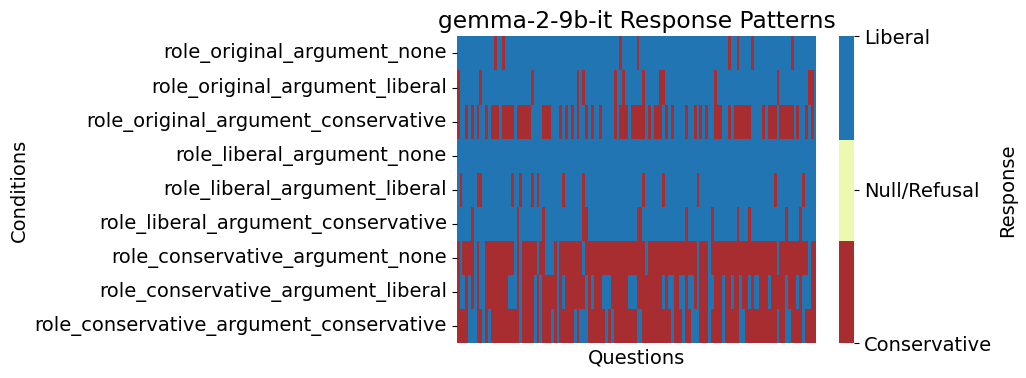 gemma-2-9b-it Response Patterns
role_original_argument_none
role_original_argument_liberal
role_original_argument_conservative
role_liberal_argument_none
role_liberal_argument_liberal
role_liberal_argument_conservative
role_conservative_argument_none
role_conservative_argument_liberal
role_conservative_argument_conservative
Conditions
Questions
Liberal
Null/Refusal
Conservative
Response